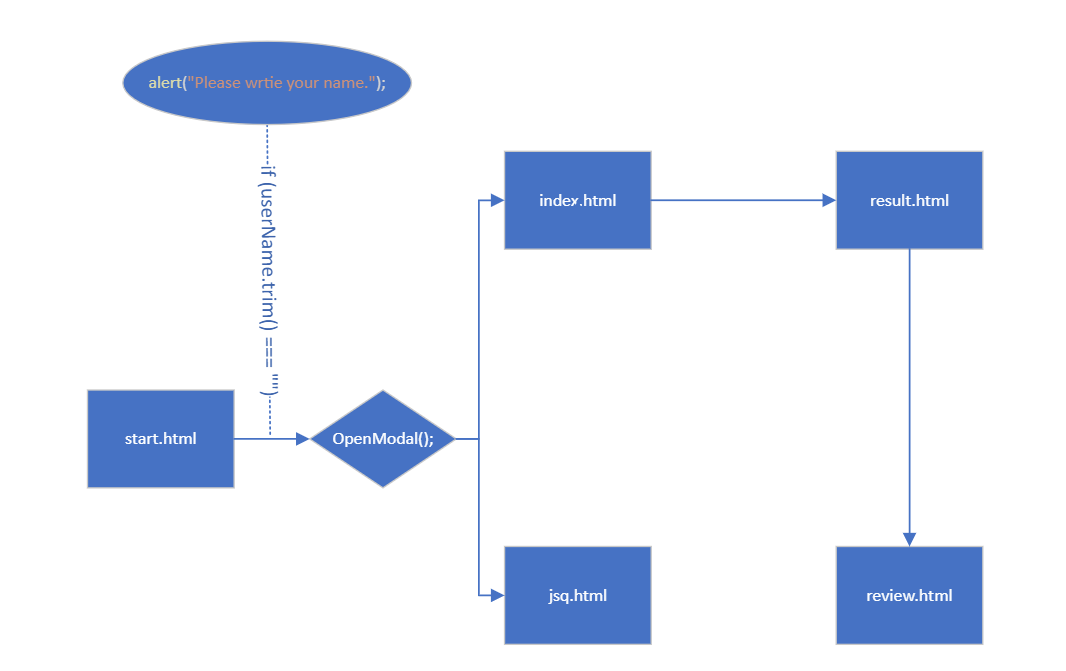 alert("Please wrtie your name.");
if (userName.trim() === "")
index.html
result.html
start.html
OpenModal();
jsq.html
review.html